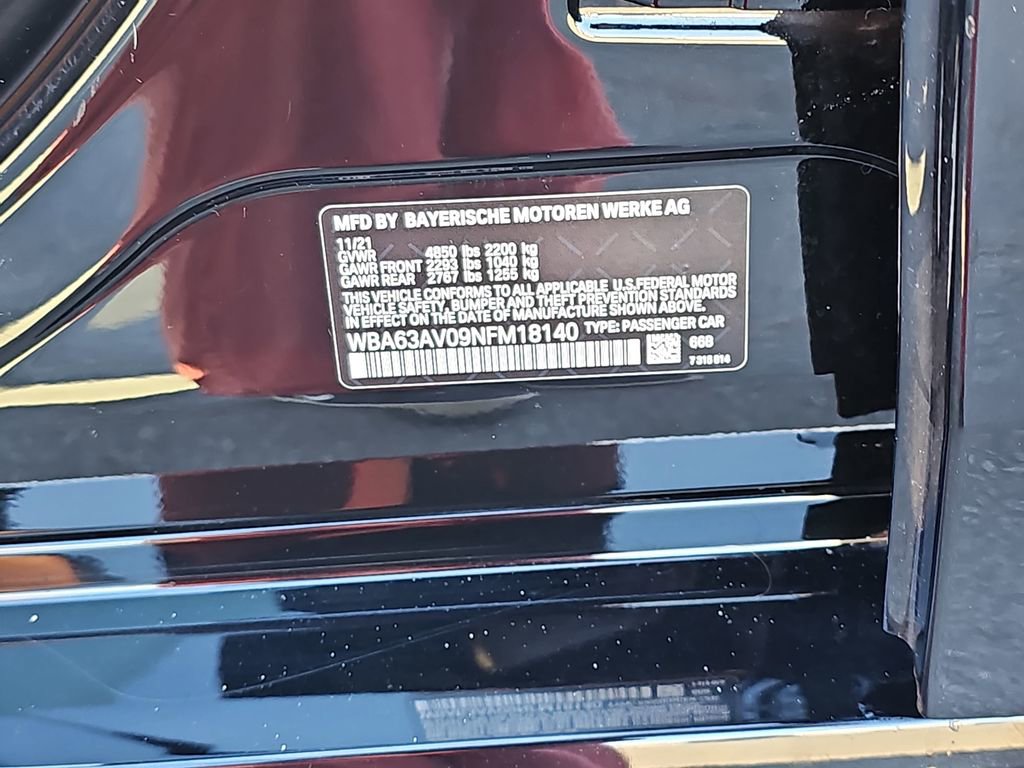 MFD BY BAYERISCHE MOTOREN WERKE AG
11/21
GVWR 4850 lbs 2200 kg
GAWR FRONT 2293 lbs 1040 kg
GAWR REAR 2767 lbs 1255 kg
THIS VEHICLE CONFORMS TO ALL APPLICABLE U.S.FEDERAL MOTOR
VEHICLE SAFETY, BUMPER AND THEFT PREVENTION STANDARDS
IN EFFECT ON THE DATE OF MANUFACTURE SHOWN ABOVE.
WBA63AV09NFM18140 TYPE: PASSENGER CAR
668
7 318 814